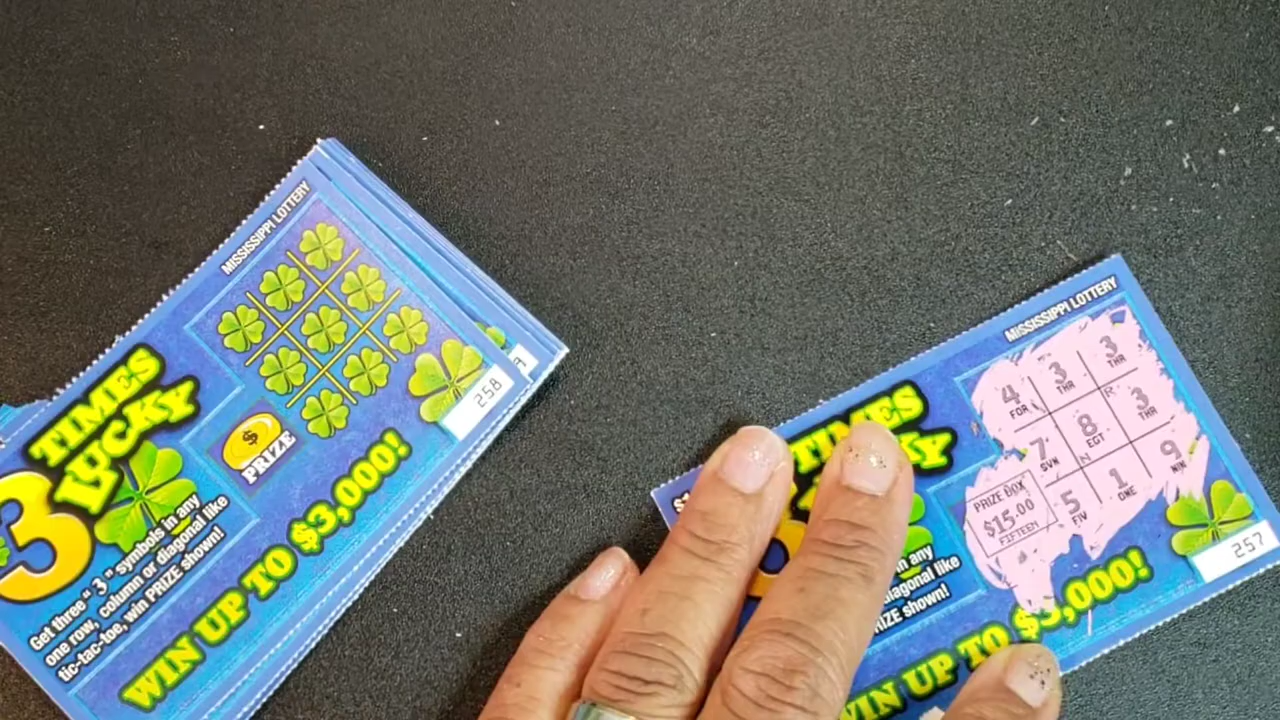 MISSISSIPPI LOTTERY
3
TIMES
LUCKY
$
PRIZE
258
Get three "3" symbols in any
one row, column or diagonal like
tic-tac-toe, win PRIZE shown!
WIN UP TO $3,000!
MISSISSIPPI LOTTERY
TIMES
4 3 3
FOR THR THR
7 8 3
SVN EGT THR
5 1 9
FIV ONE NIN
R
N
PRIZE BOX
$15.00
FIFTEEN
257
in any
diagonal like
PRIZE shown!
WIN UP TO $3,000!